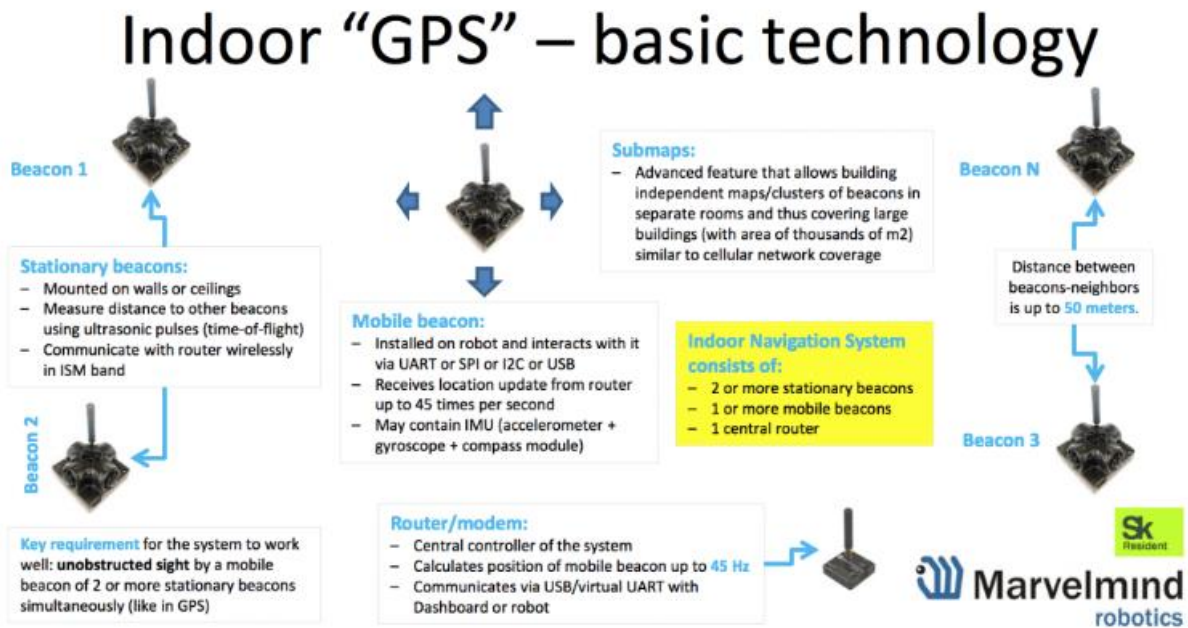 Indoor “GPS” – basic technology
Beacon 1
Stationary beacons:
– Mounted on walls or ceilings
– Measure distance to other beacons
using ultrasonic pulses (time-of-flight)
– Communicate with router wirelessly
in ISM band
Beacon 2
Key requirement for the system to work
well: unobstructed sight by a mobile
beacon of 2 or more stationary beacons
simultaneously (like in GPS)
Mobile beacon:
– Installed on robot and interacts with it
via UART or SPI or I2C or USB
– Receives location update from router
up to 45 times per second
– May contain IMU (accelerometer +
gyroscope + compass module)
Submaps:
– Advanced feature that allows building
independent maps/clusters of beacons in
separate rooms and thus covering large
buildings (with area of thousands of m2)
similar to cellular network coverage
Indoor Navigation System
consists of:
– 2 or more stationary beacons
– 1 or more mobile beacons
– 1 central router
Router/modem:
– Central controller of the system
– Calculates position of mobile beacon up to 45 Hz
– Communicates via USB/virtual UART with
Dashboard or robot
Beacon N
Distance between
beacons-neighbors
is up to 50 meters.
Beacon 3
Sk
Resident
Marvelmind
robotics